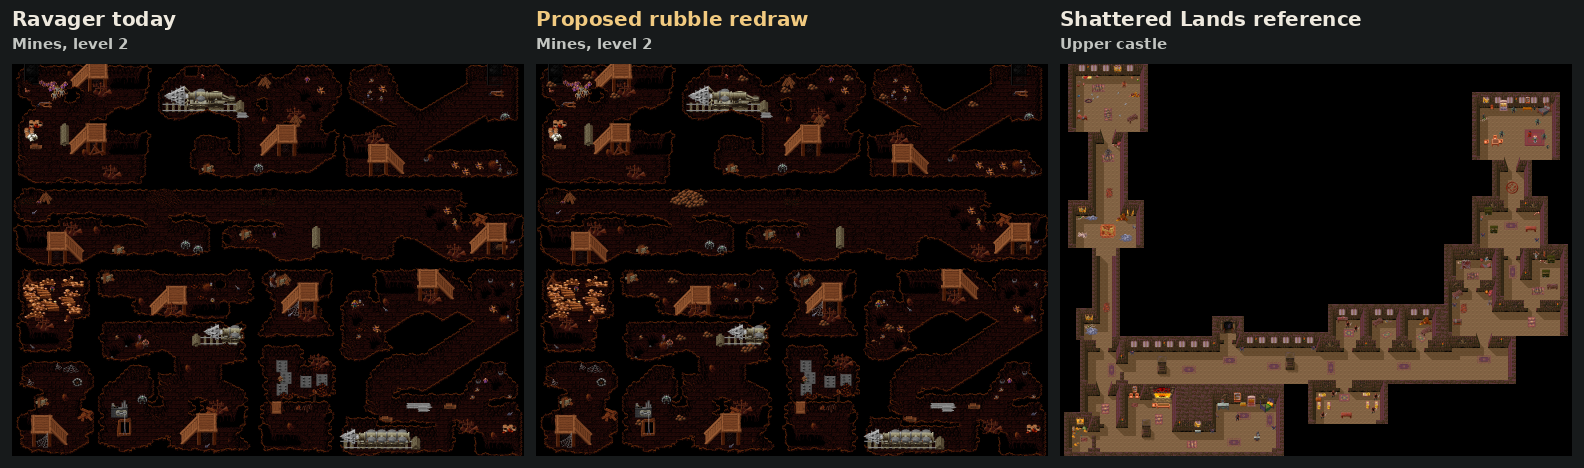 Ravager today
Mines, level 2
Proposed rubble redraw
Mines, level 2
Shattered Lands reference
Upper castle